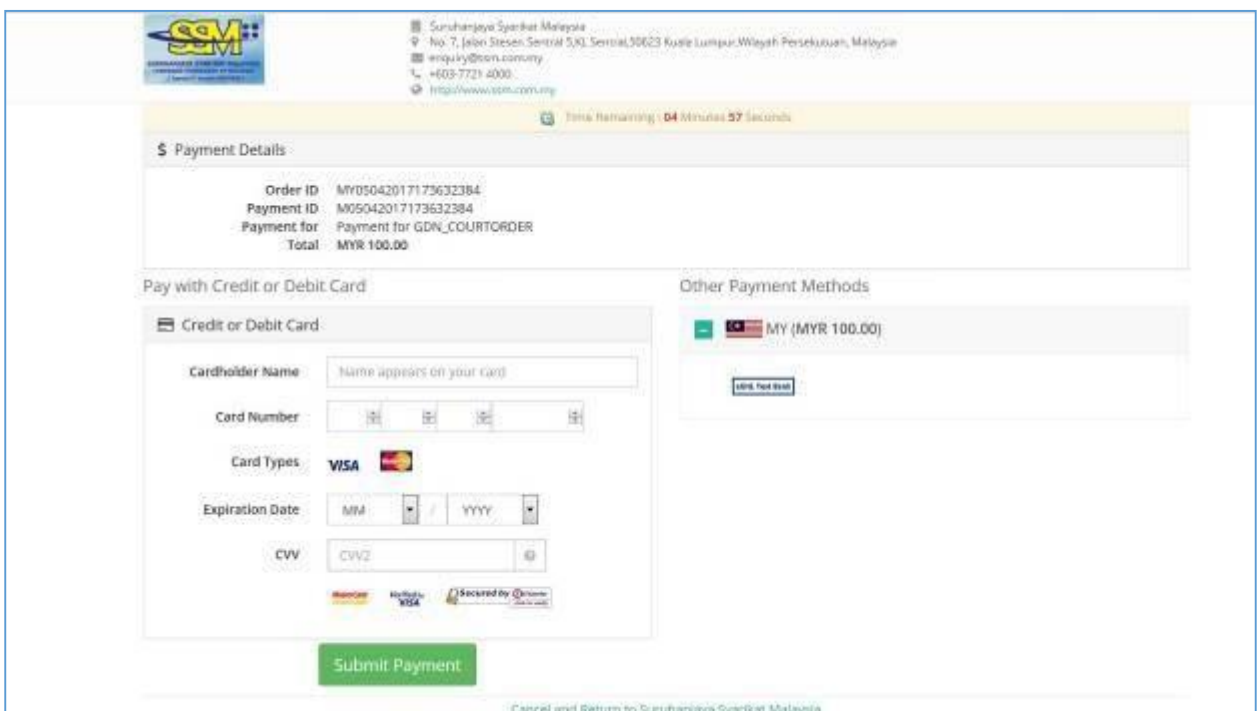 SSM
Suruhanjaya Syarikat Malaysia
No. 7, Jalan Stesen Sentral 5,KL Sentral,50623 Kuala Lumpur,Wilayah Persekutuan, Malaysia
enquiry@ssm.com.my
+603-7721 4000
http://www.ssm.com.my
Time Remaining : 04 Minutes 57 Seconds
$ Payment Details
Order ID MY05042017173632384
Payment ID M05042017173632384
Payment for Payment for GDN_COURTORDER
Total MYR 100.00
Pay with Credit or Debit Card
Other Payment Methods
Credit or Debit Card
MY (MYR 100.00)
Cardholder Name Name appears on your card
Card Number
Card Types VISA
Expiration Date MM / YYYY
CVV CVV2
VISA Secured by
Submit Payment
Cancel and Return to Suruhanjaya Syarikat Malaysia